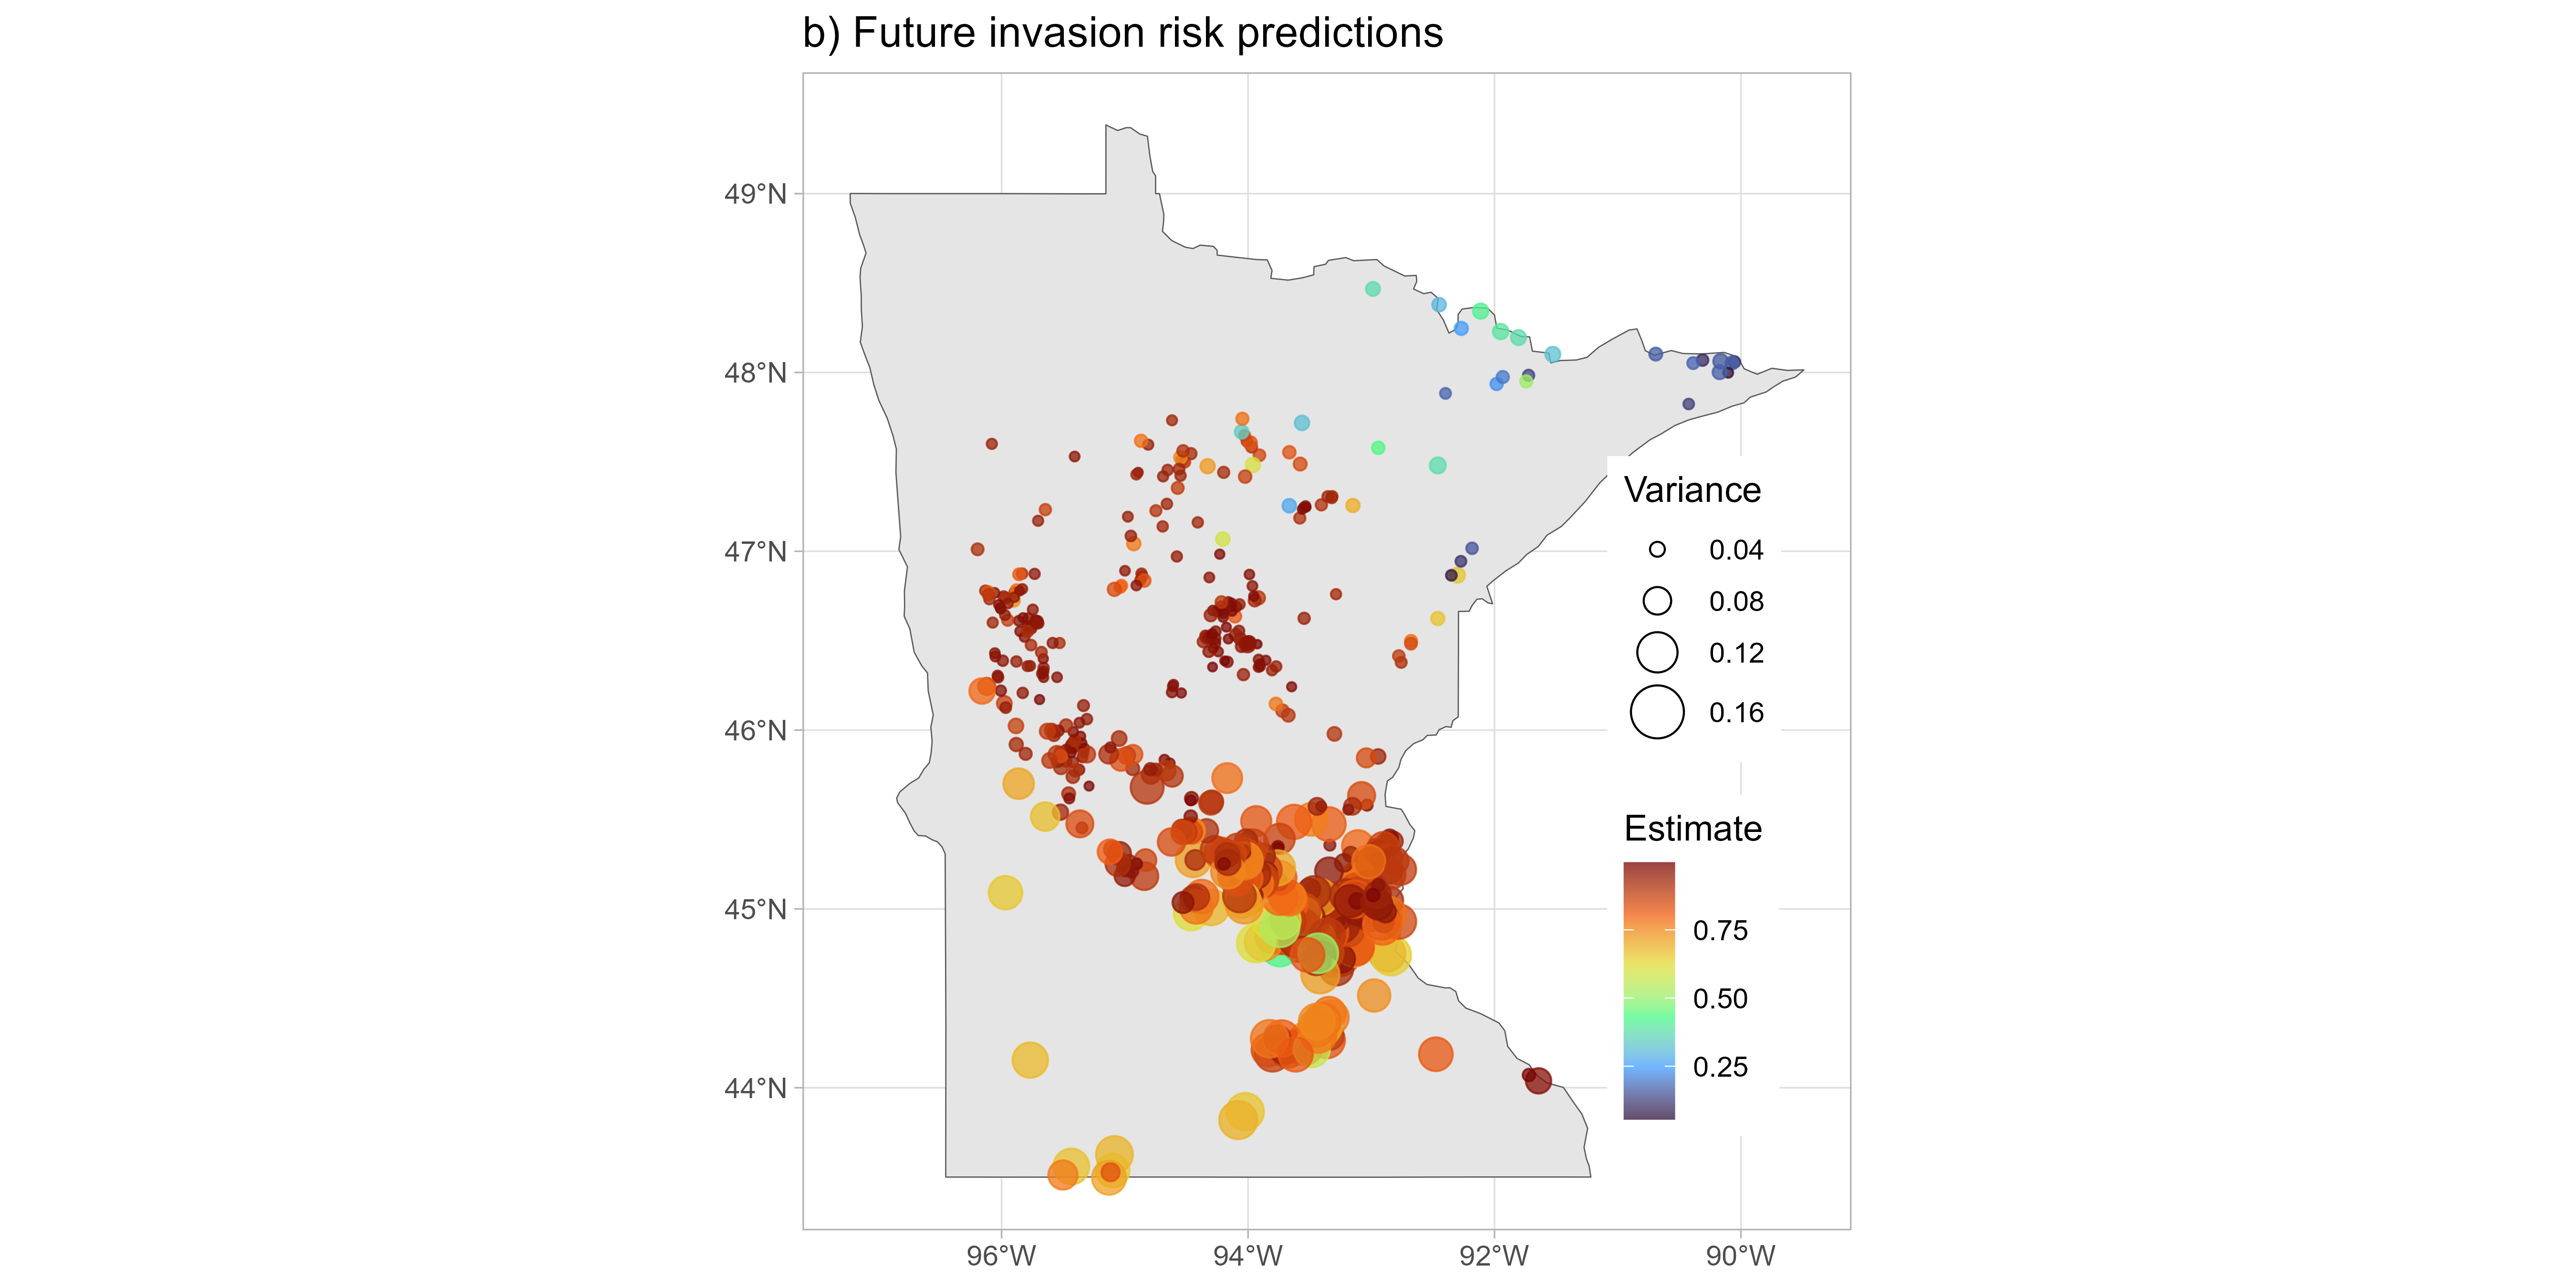 b) Future invasion risk predictions
49°N
48°N
47°N
46°N
45°N
44°N
96°W
94°W
92°W
90°W
Variance
0.04
0.08
0.12
0.16
Estimate
0.75
0.50
0.25